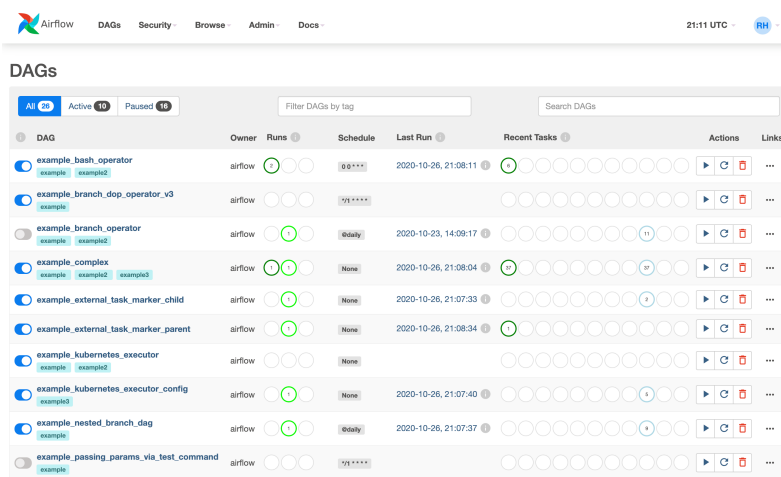 Airflow DAGs Security Browse Admin Docs 21:11 UTC RH
DAGs
All 26 Active 10 Paused 16 Filter DAGs by tag Search DAGs
DAG Owner Runs Schedule Last Run Recent Tasks Actions Links
example_bash_operator
example example2
airflow 2 0 0 * * * 2020-10-26, 21:08:11 6
example_branch_dop_operator_v3
example
airflow */1 * * * *
example_branch_operator
example example2
airflow 1 @daily 2020-10-23, 14:09:17 11
example_complex
example example2 example3
airflow 1 1 None 2020-10-26, 21:08:04 37 37
example_external_task_marker_child airflow 1 None 2020-10-26, 21:07:33 2
example_external_task_marker_parent airflow 1 None 2020-10-26, 21:08:34 1
example_kubernetes_executor
example example2
airflow None
example_kubernetes_executor_config
example3
airflow 1 None 2020-10-26, 21:07:40 5
example_nested_branch_dag
example
airflow 1 @daily 2020-10-26, 21:07:37 9
example_passing_params_via_test_command
example
airflow */1 * * * *